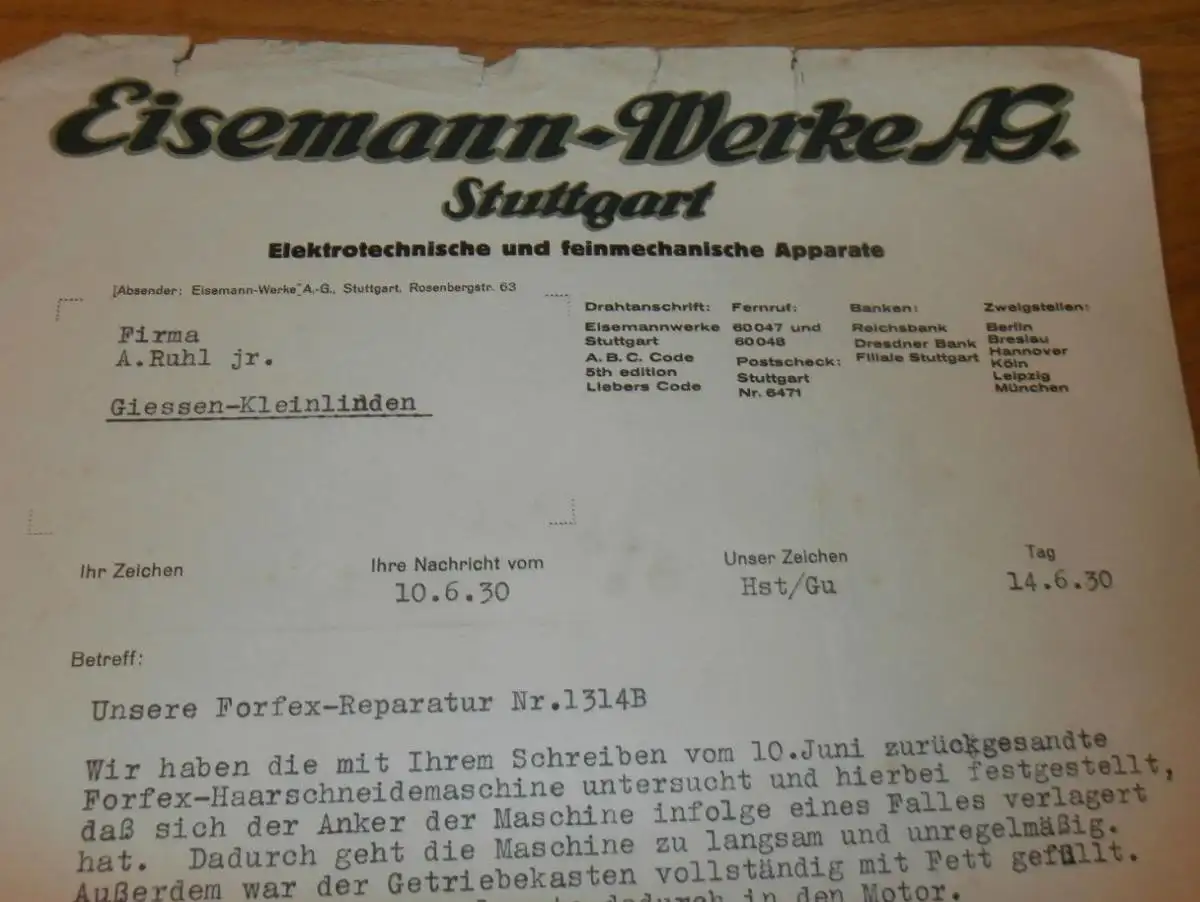 Eisemann-Werke AG.
Stuttgart
Elektrotechnische und feinmechanische Apparate
Absender: Eisemann-Werke A.-G., Stuttgart, Rosenbergstr. 63
Firma
A.Ruhl jr.
Giessen-Kleinlinden
Drahtanschrift:
Eisemannwerke
Stuttgart
A. B. C. Code
5th edition
Liebers Code
Fernruf:
60047 und
60048
Postscheck:
Stuttgart
Nr. 6471
Banken:
Reichsbank
Dresdner Bank
Filiale Stuttgart
Zweigstellen:
Berlin
Breslau
Hannover
Köln
Leipzig
München
Ihr Zeichen
Ihre Nachricht vom
10.6.30
Unser Zeichen
Hst/Gu
Tag
14.6.30
Betreff:
Unsere Forfex-Reparatur Nr.1314B
Wir haben die mit Ihrem Schreiben vom 10.Juni zurückgesandte
Forfex-Haarschneidemaschine untersucht und hierbei festgestellt,
daß sich der Anker der Maschine infolge eines Falles verlagert
hat. Dadurch geht die Maschine zu langsam und unregelmäßig.
Außerdem war der Getriebekasten vollständig mit Fett gefüllt.
dadurch in den Motor.